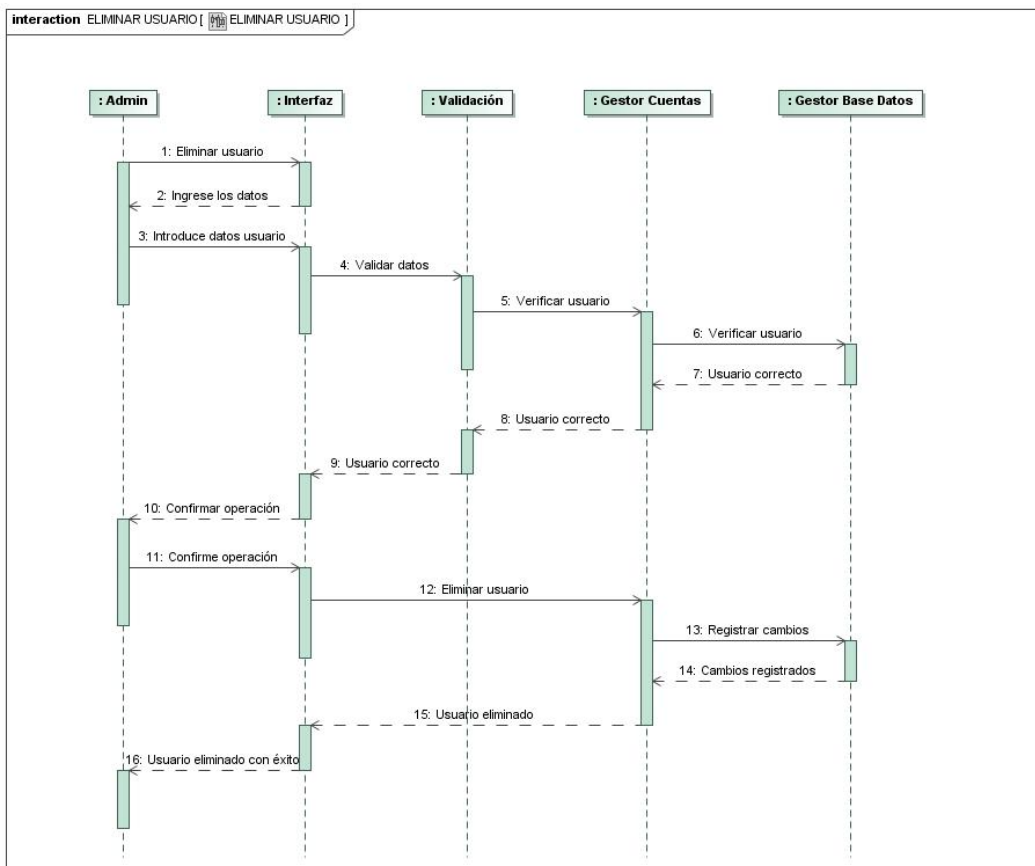 interaction ELIMINAR USUARIO [ ELIMINAR USUARIO ]
: Admin
: Interfaz
: Validación
: Gestor Cuentas
: Gestor Base Datos
1: Eliminar usuario
2: Ingrese los datos
3: Introduce datos usuario
4: Validar datos
5: Verificar usuario
6: Verificar usuario
7: Usuario correcto
8: Usuario correcto
9: Usuario correcto
10: Confirmar operación
11: Confirme operación
12: Eliminar usuario
13: Registrar cambios
14: Cambios registrados
15: Usuario eliminado
16: Usuario eliminado con éxito